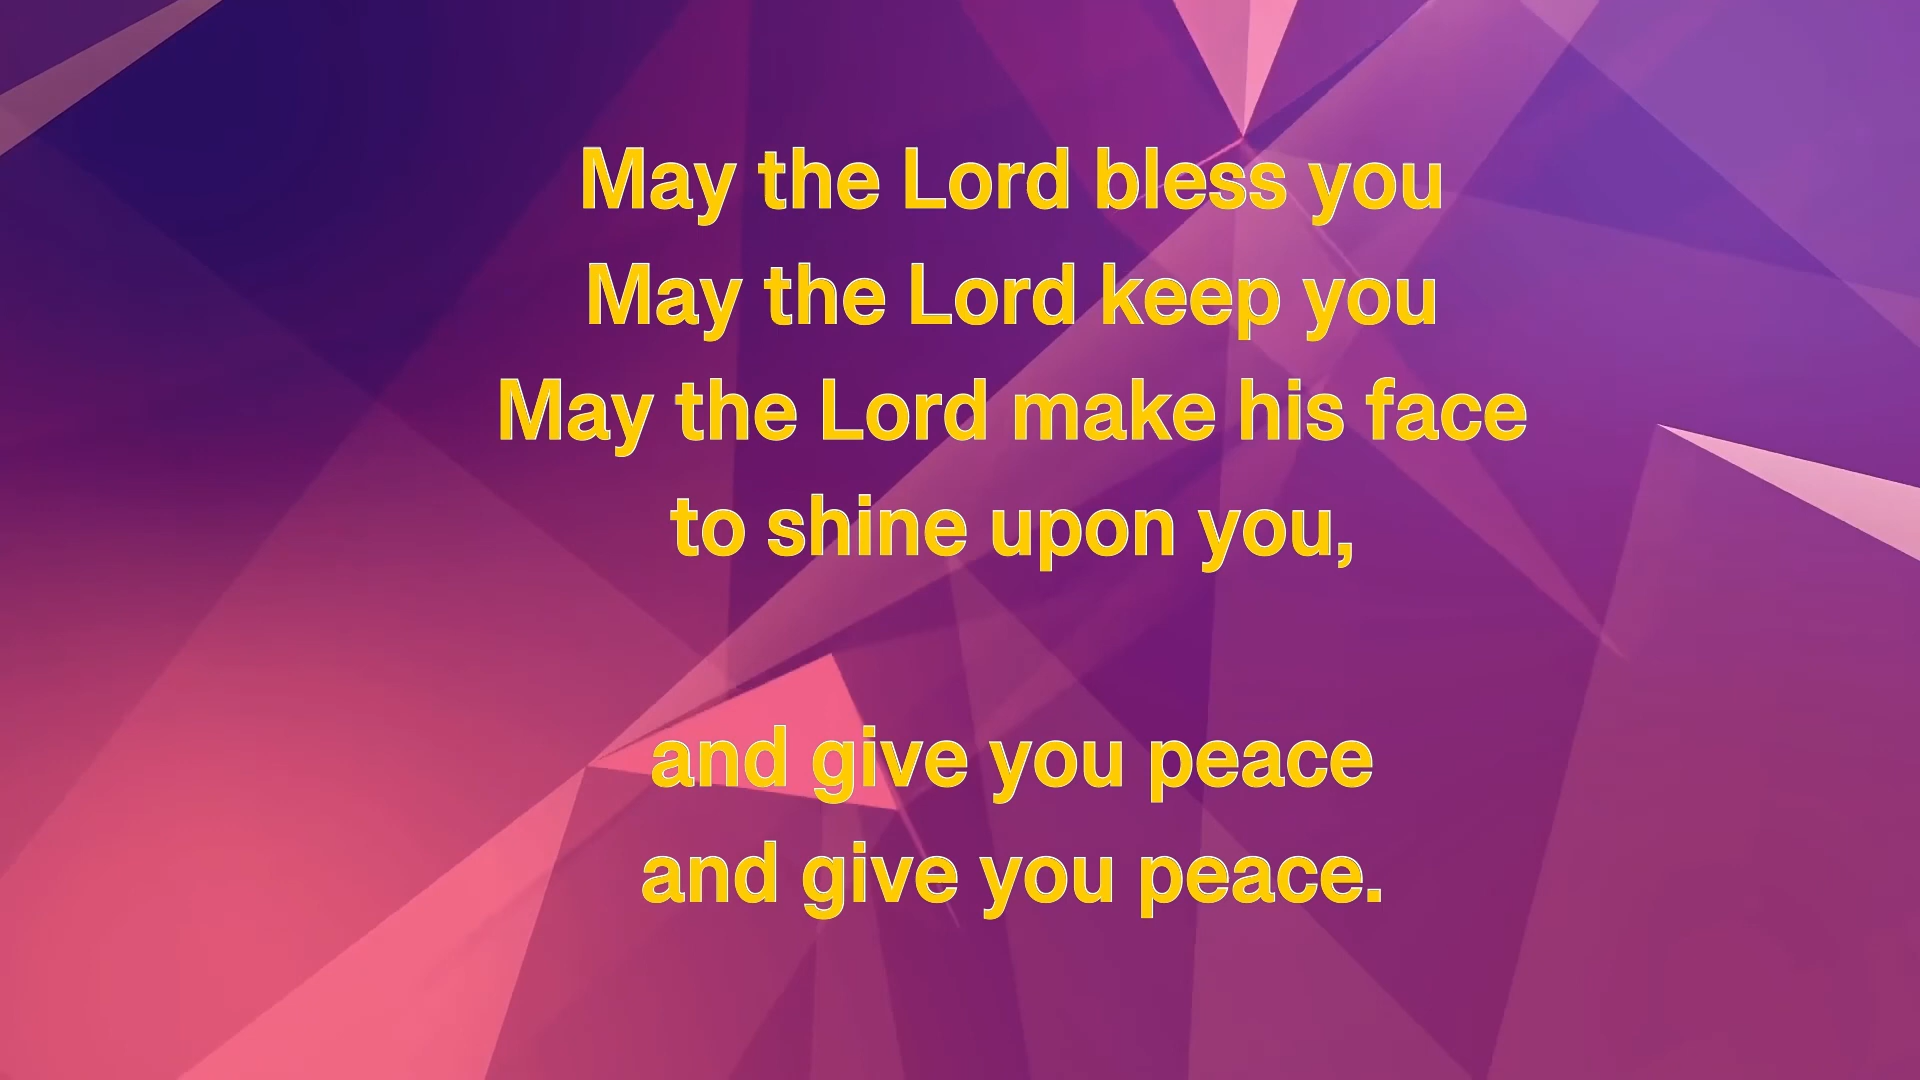 May the Lord bless you
May the Lord keep you
May the Lord make his face
to shine upon you,
and give you peace
and give you peace.